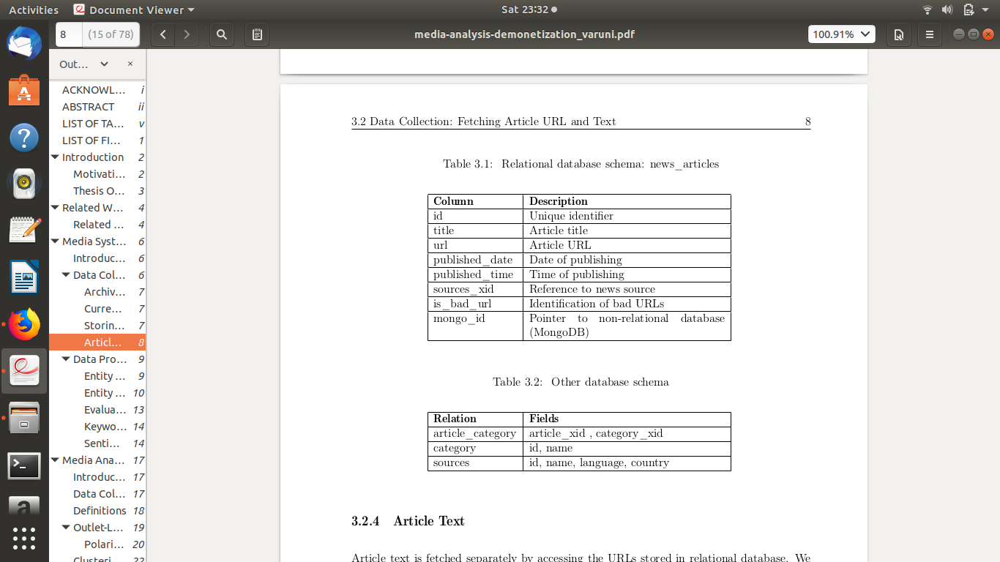 Activities Document Viewer Sat 23:32
8 (15 of 78) media-analysis-demonetization_varuni.pdf 100.91%
Out...
ACKNOWL... i
ABSTRACT ii
LIST OF TA... v
LIST OF FI... 1
Introduction 2
Motivati... 2
Thesis O... 3
Related W... 4
Related ... 4
Media Syst... 6
Introduc... 6
Data Col... 6
Archiv... 7
Curre... 7
Storin... 7
Articl... 8
Data Pro... 9
Entity ... 9
Entity ... 10
Evalua... 13
Keywo... 14
Senti... 14
Media Ana... 17
Introduc... 17
Data Col... 17
Definitions 18
Outlet-L... 19
Polari... 20
Clusteri... 22
3.2 Data Collection: Fetching Article URL and Text 8
Table 3.1: Relational database schema: news_articles
Column Description
id Unique identifier
title Article title
url Article URL
published_date Date of publishing
published_time Time of publishing
sources_xid Reference to news source
is_bad_url Identification of bad URLs
mongo_id Pointer to non-relational database
(MongoDB)
Table 3.2: Other database schema
Relation Fields
article_category article_xid , category_xid
category id, name
sources id, name, language, country
3.2.4 Article Text
Article text is fetched separately by accessing the URLs stored in relational database. We